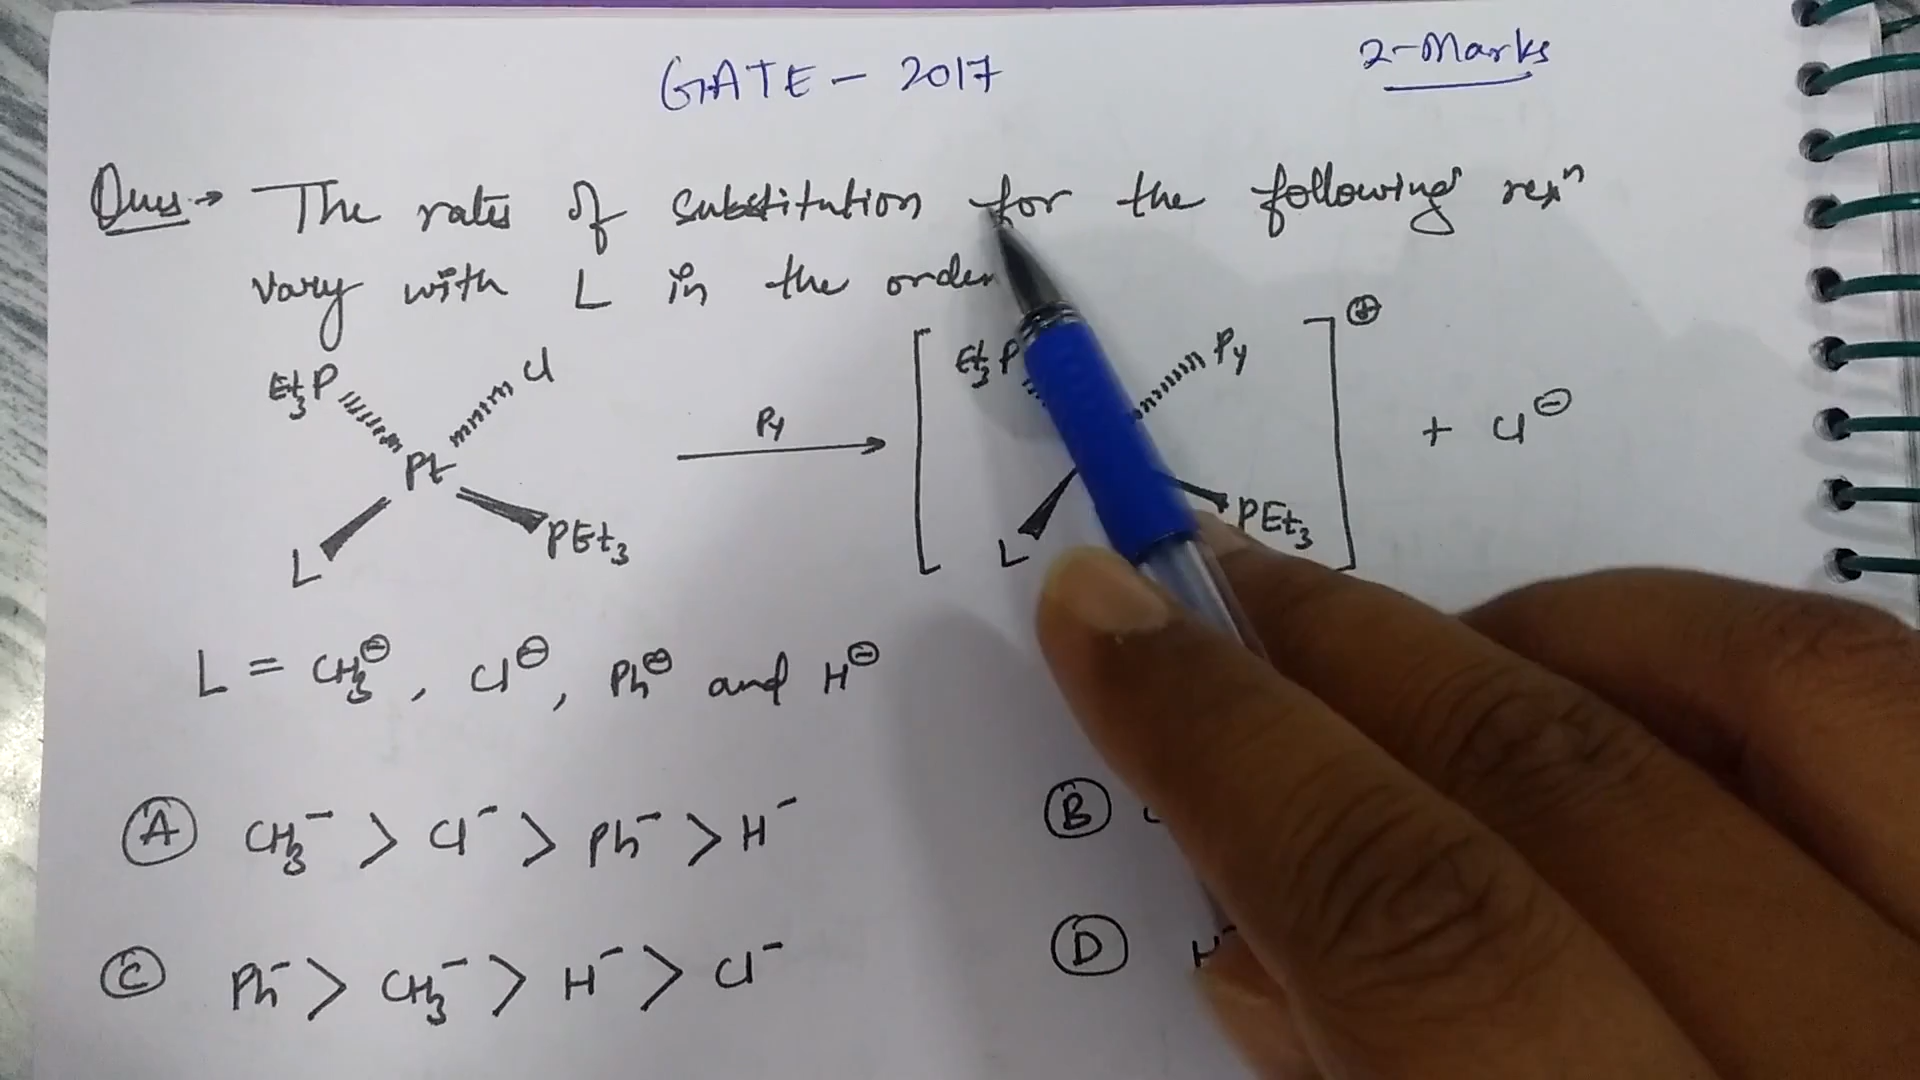 GATE - 2017
2-Marks
Ques → The rates of substitution for the following rexⁿ
vary with L in the order
Et₃P Cl
Pt
L PEt₃
Py
Et₃P Py
L PEt₃
⊕
+ Cl⊖
L = CH₃⊖, Cl⊖, Ph⊖ and H⊖
Ⓐ CH₃⁻ > Cl⁻ > Ph⁻ > H⁻
Ⓑ
Ⓒ Ph⁻ > CH₃⁻ > H⁻ > Cl⁻
Ⓓ H⁻